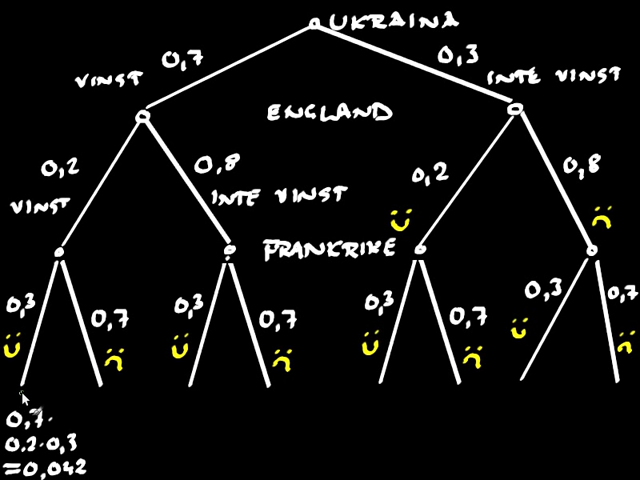 UKRAINA
0,7
0,3
VINST
INTE VINST
ENGLAND
0,2
0,8
0,2
0,8
VINST
INTE VINST
FRANKRIKE
0,3
0,7
0,3
0,7
0,3
0,7
0,3
0,7
0,7·
0.2·0,3
=0,042